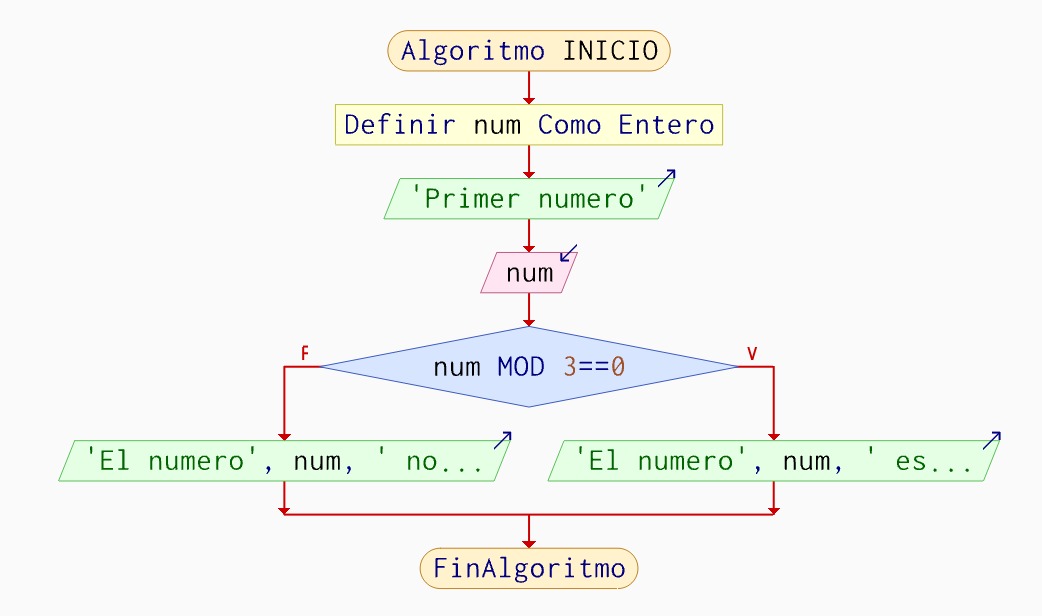 Algoritmo INICIO
Definir num Como Entero
'Primer numero'
num
F
V
num MOD 3==0
'El numero', num, ' no...
'El numero', num, ' es...
FinAlgoritmo